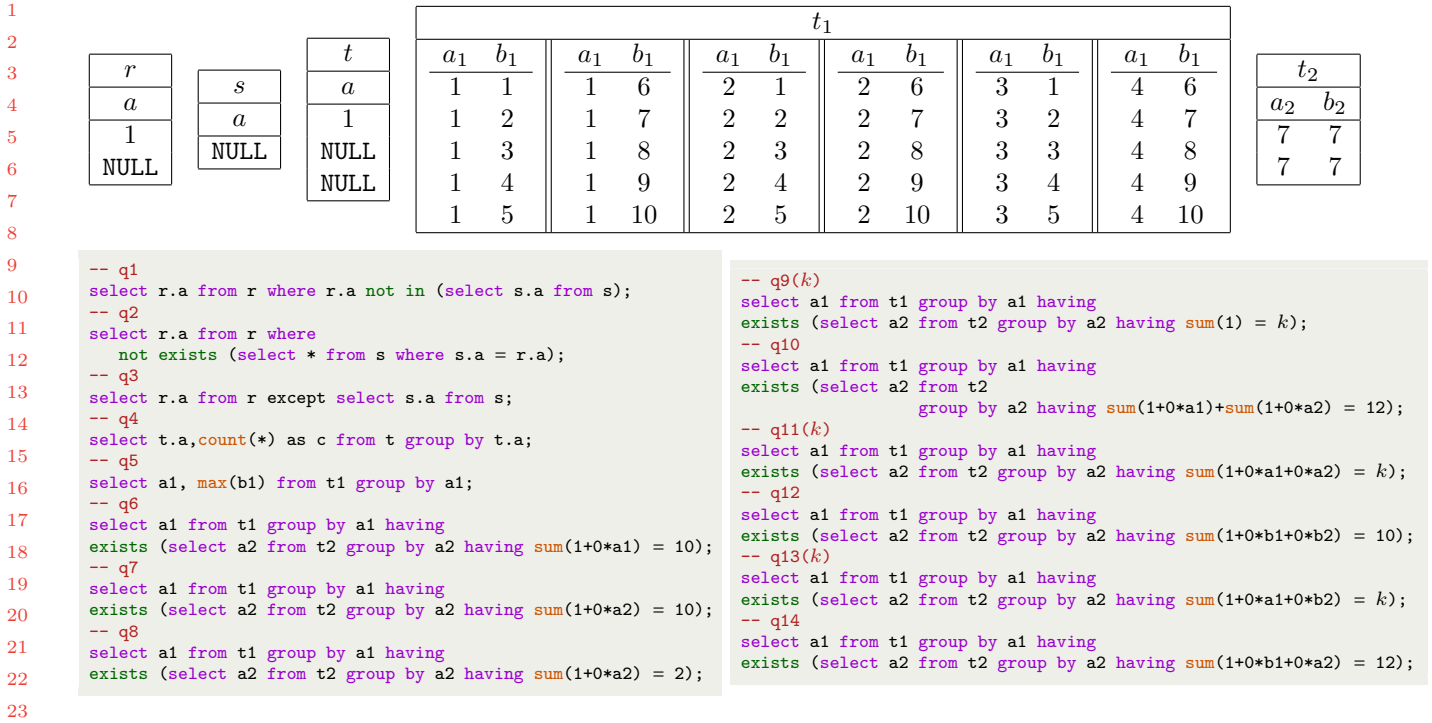 1
2
3
4
5
6
7
8
9
10
11
12
13
14
15
16
17
18
19
20
21
22
23
r
a
1
NULL
s
a
NULL
t
a
1
NULL
NULL
t1
a1 b1 a1 b1 a1 b1 a1 b1 a1 b1 a1 b1
1 1 1 6 2 1 2 6 3 1 4 6
1 2 1 7 2 2 2 7 3 2 4 7
1 3 1 8 2 3 2 8 3 3 4 8
1 4 1 9 2 4 2 9 3 4 4 9
1 5 1 10 2 5 2 10 3 5 4 10
t2
a2 b2
7 7
7 7
-- q1
select r.a from r where r.a not in (select s.a from s);
-- q2
select r.a from r where
not exists (select * from s where s.a = r.a);
-- q3
select r.a from r except select s.a from s;
-- q4
select t.a,count(*) as c from t group by t.a;
-- q5
select a1, max(b1) from t1 group by a1;
-- q6
select a1 from t1 group by a1 having
exists (select a2 from t2 group by a2 having sum(1+0*a1) = 10);
-- q7
select a1 from t1 group by a1 having
exists (select a2 from t2 group by a2 having sum(1+0*a2) = 10);
-- q8
select a1 from t1 group by a1 having
exists (select a2 from t2 group by a2 having sum(1+0*a2) = 2);
-- q9(k)
select a1 from t1 group by a1 having
exists (select a2 from t2 group by a2 having sum(1) = k);
-- q10
select a1 from t1 group by a1 having
exists (select a2 from t2
group by a2 having sum(1+0*a1)+sum(1+0*a2) = 12);
-- q11(k)
select a1 from t1 group by a1 having
exists (select a2 from t2 group by a2 having sum(1+0*a1+0*a2) = k);
-- q12
select a1 from t1 group by a1 having
exists (select a2 from t2 group by a2 having sum(1+0*b1+0*b2) = 10);
-- q13(k)
select a1 from t1 group by a1 having
exists (select a2 from t2 group by a2 having sum(1+0*a1+0*b2) = k);
-- q14
select a1 from t1 group by a1 having
exists (select a2 from t2 group by a2 having sum(1+0*b1+0*a2) = 12);